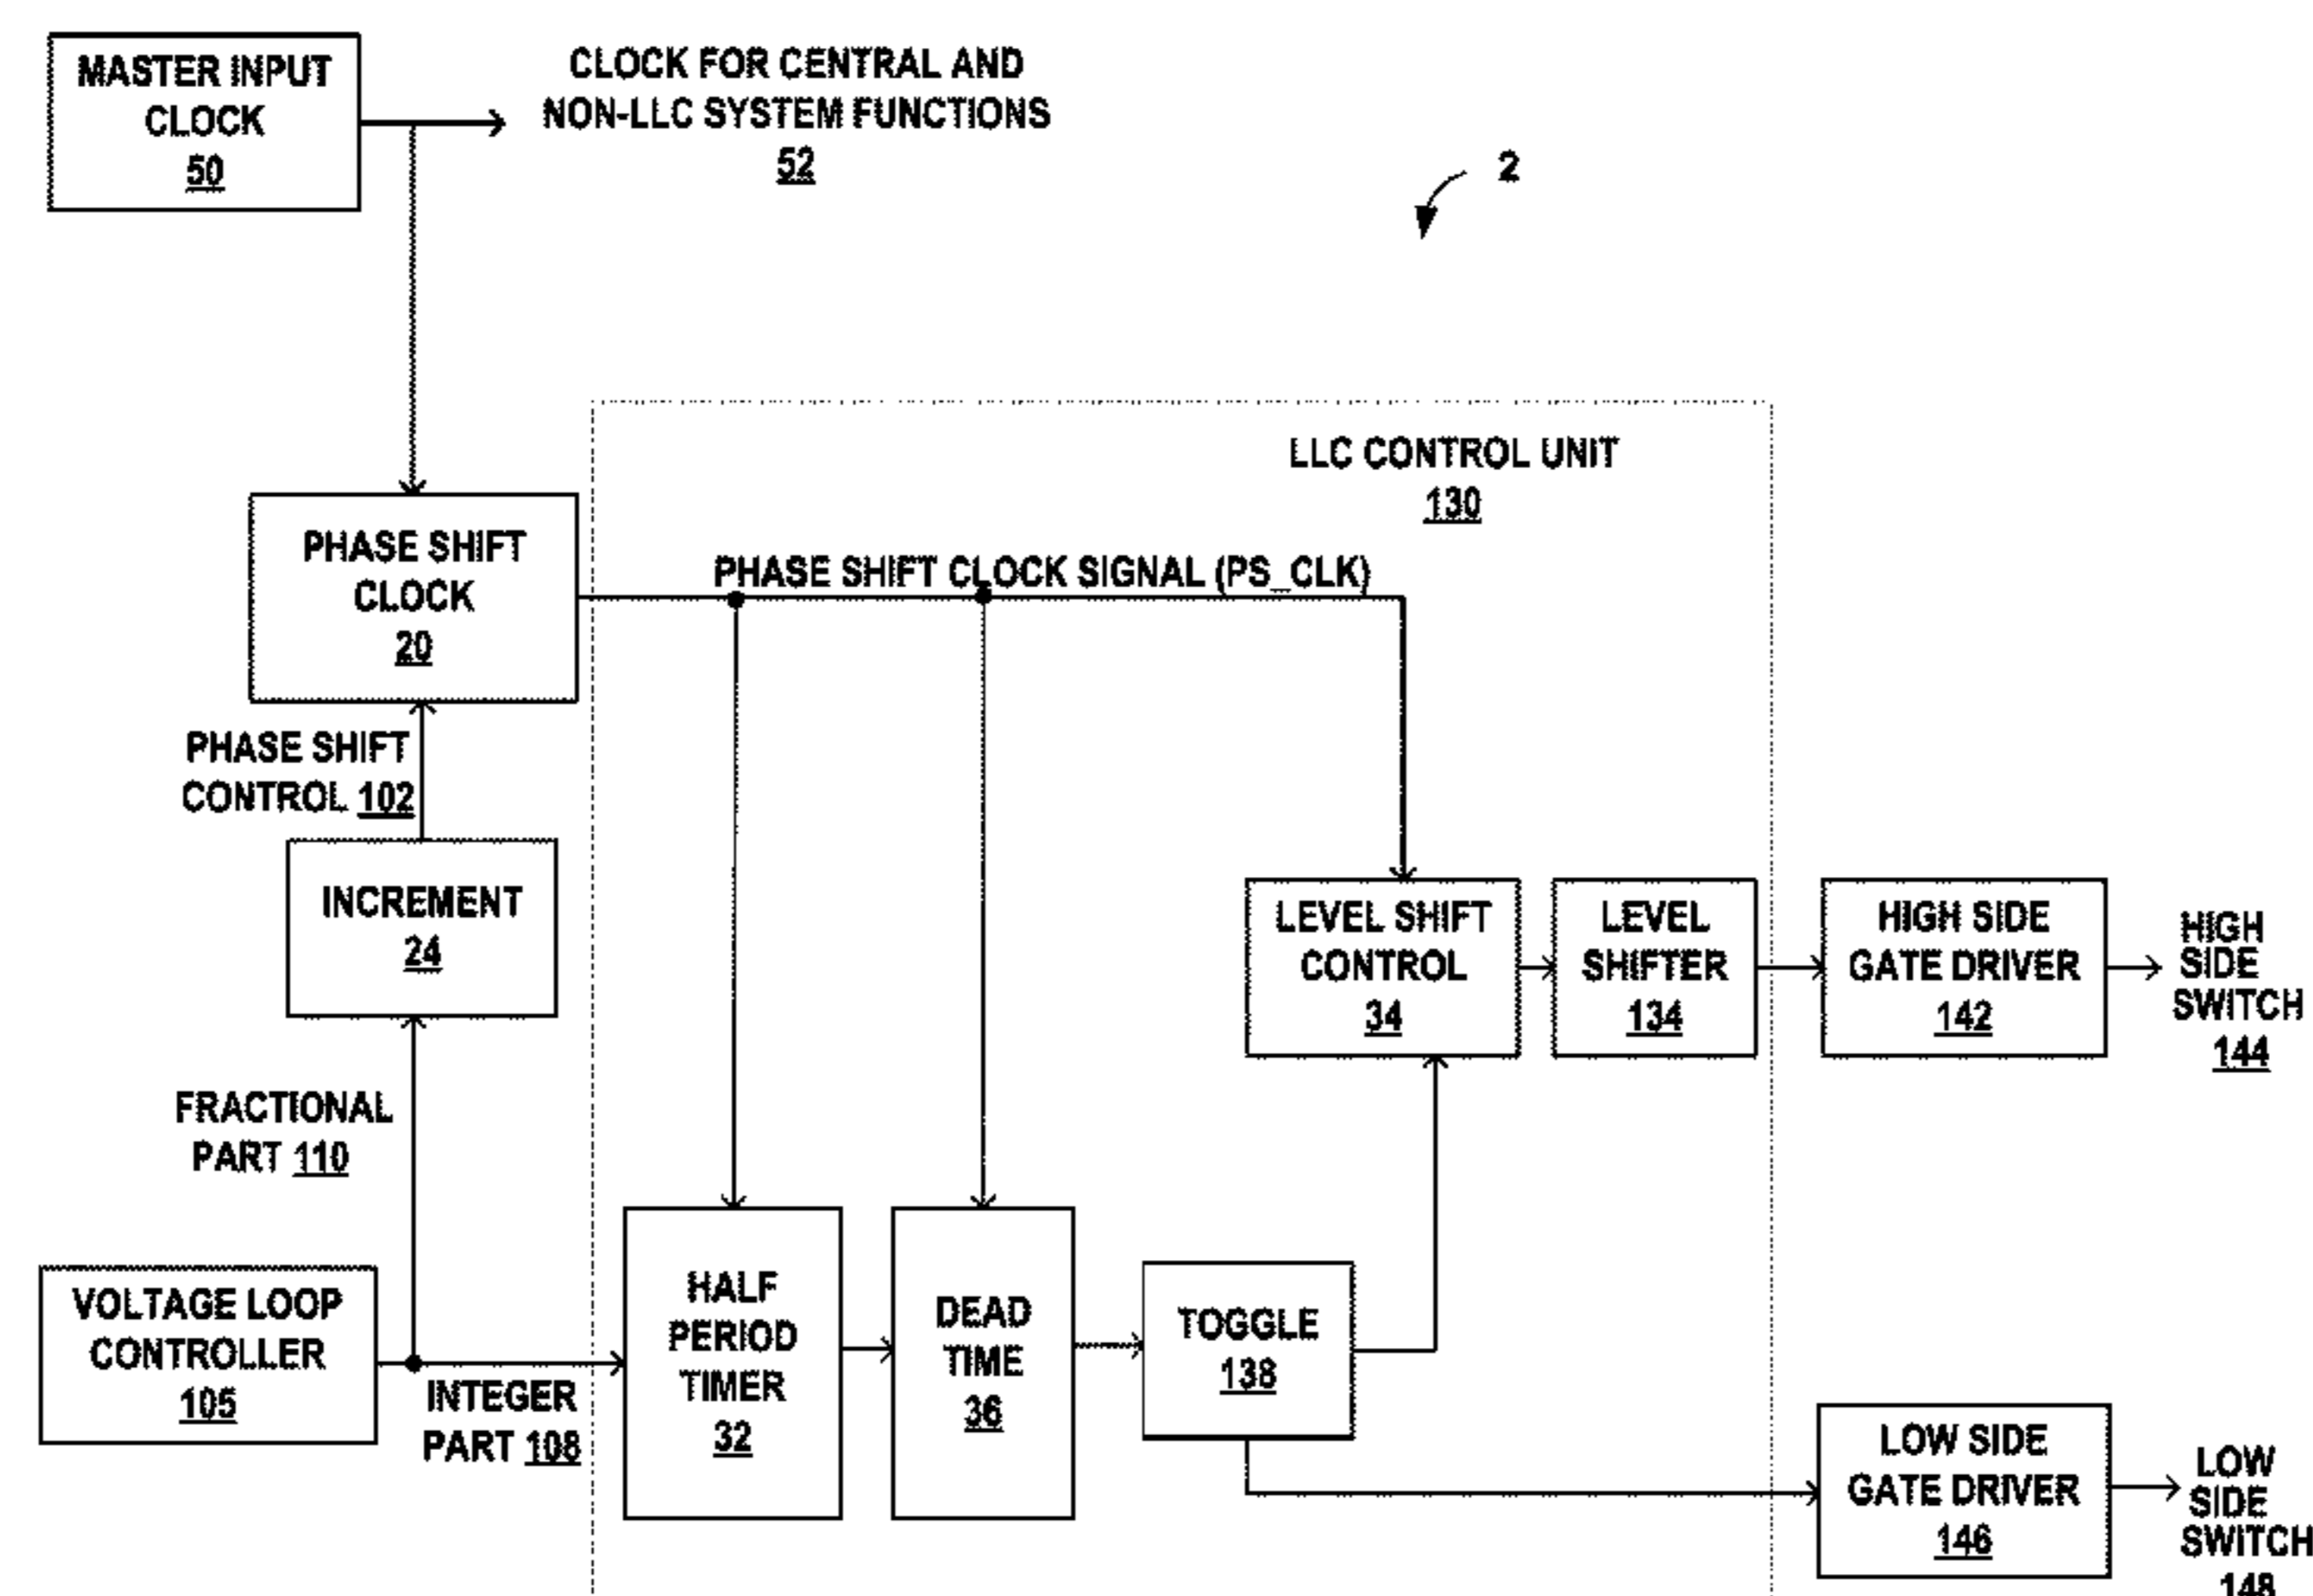 MASTER INPUT
CLOCK
50
CLOCK FOR CENTRAL AND
NON-LLC SYSTEM FUNCTIONS
52
2
LLC CONTROL UNIT
130
PHASE SHIFT
CLOCK
20
PHASE SHIFT CLOCK SIGNAL (PS_CLK)
PHASE SHIFT
CONTROL 102
INCREMENT
24
LEVEL SHIFT
CONTROL
34
LEVEL
SHIFTER
134
HIGH SIDE
GATE DRIVER
142
HIGH
SIDE
SWITCH
144
FRACTIONAL
PART 110
VOLTAGE LOOP
CONTROLLER
105
INTEGER
PART 108
HALF
PERIOD
TIMER
32
DEAD
TIME
36
TOGGLE
138
LOW SIDE
GATE DRIVER
146
LOW
SIDE
SWITCH
148